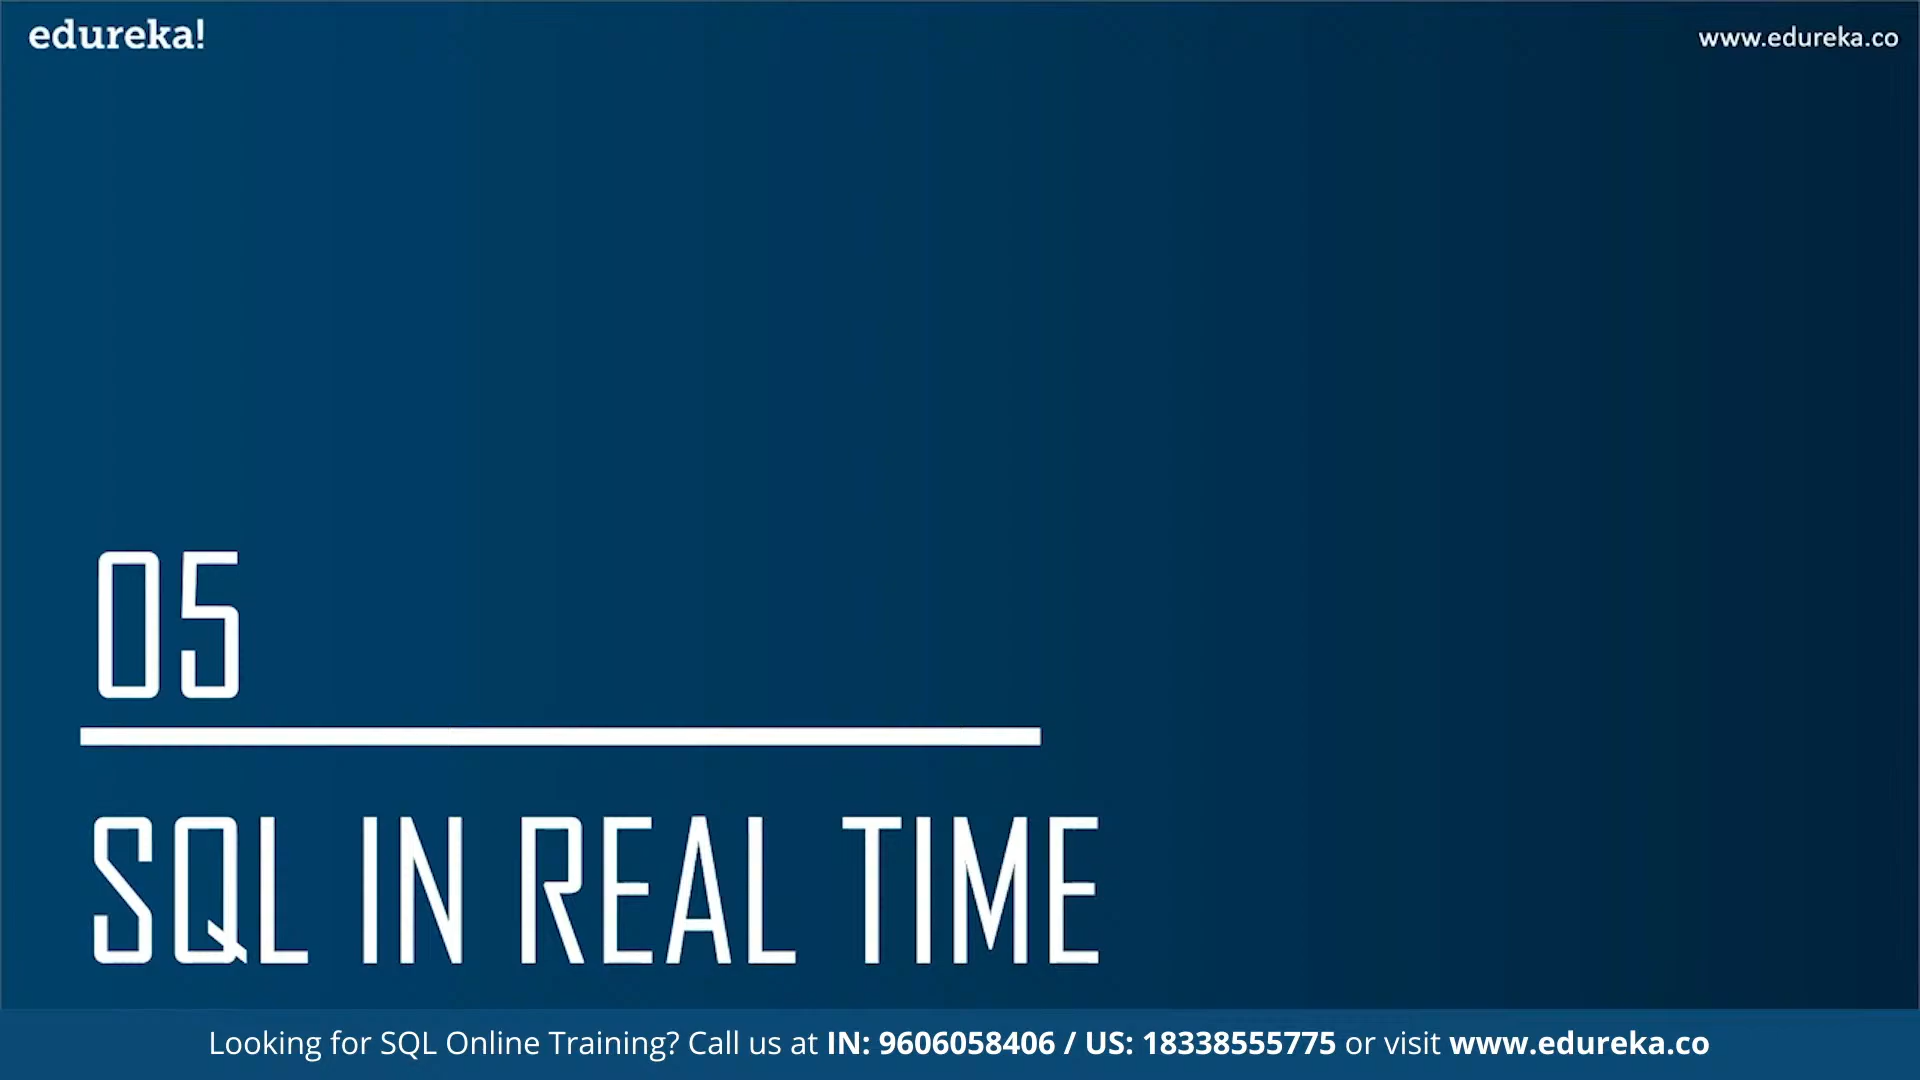 edureka!
www.edureka.co
05
SQL IN REAL TIME
Looking for SQL Online Training? Call us at IN: 9606058406 / US: 18338555775 or visit www.edureka.co